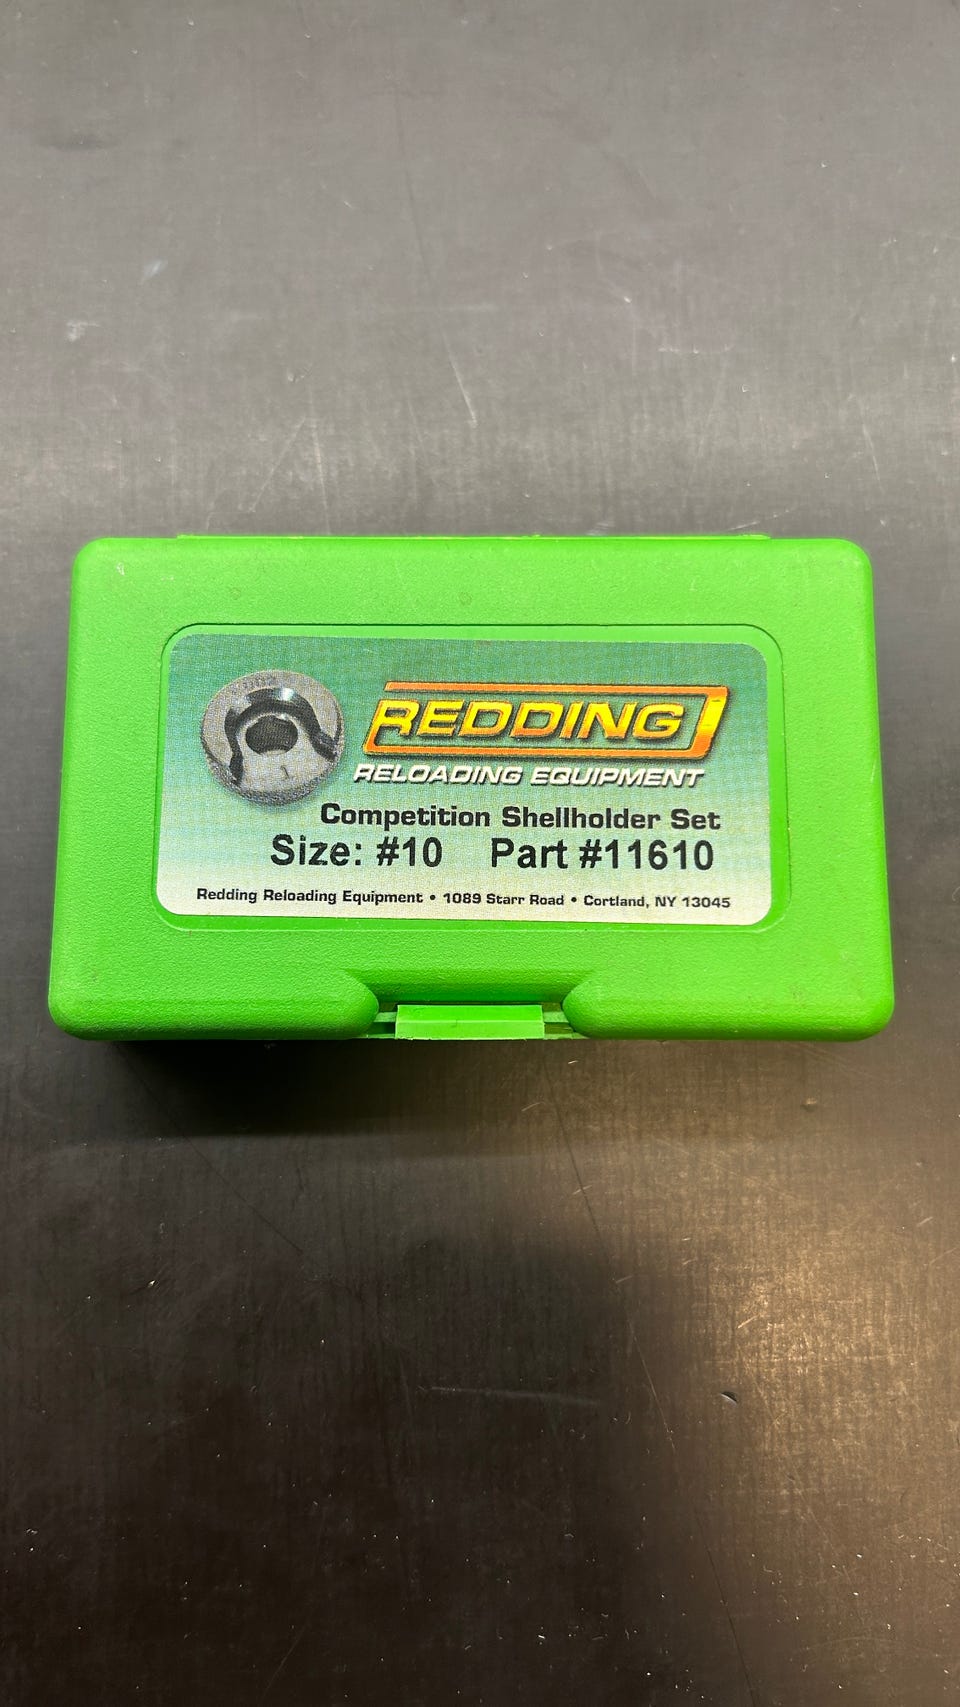 REDDING
RELOADING EQUIPMENT
Competition Shellholder Set
Size: #10 Part #11610
Redding Reloading Equipment • 1089 Starr Road • Cortland, NY 13045
1